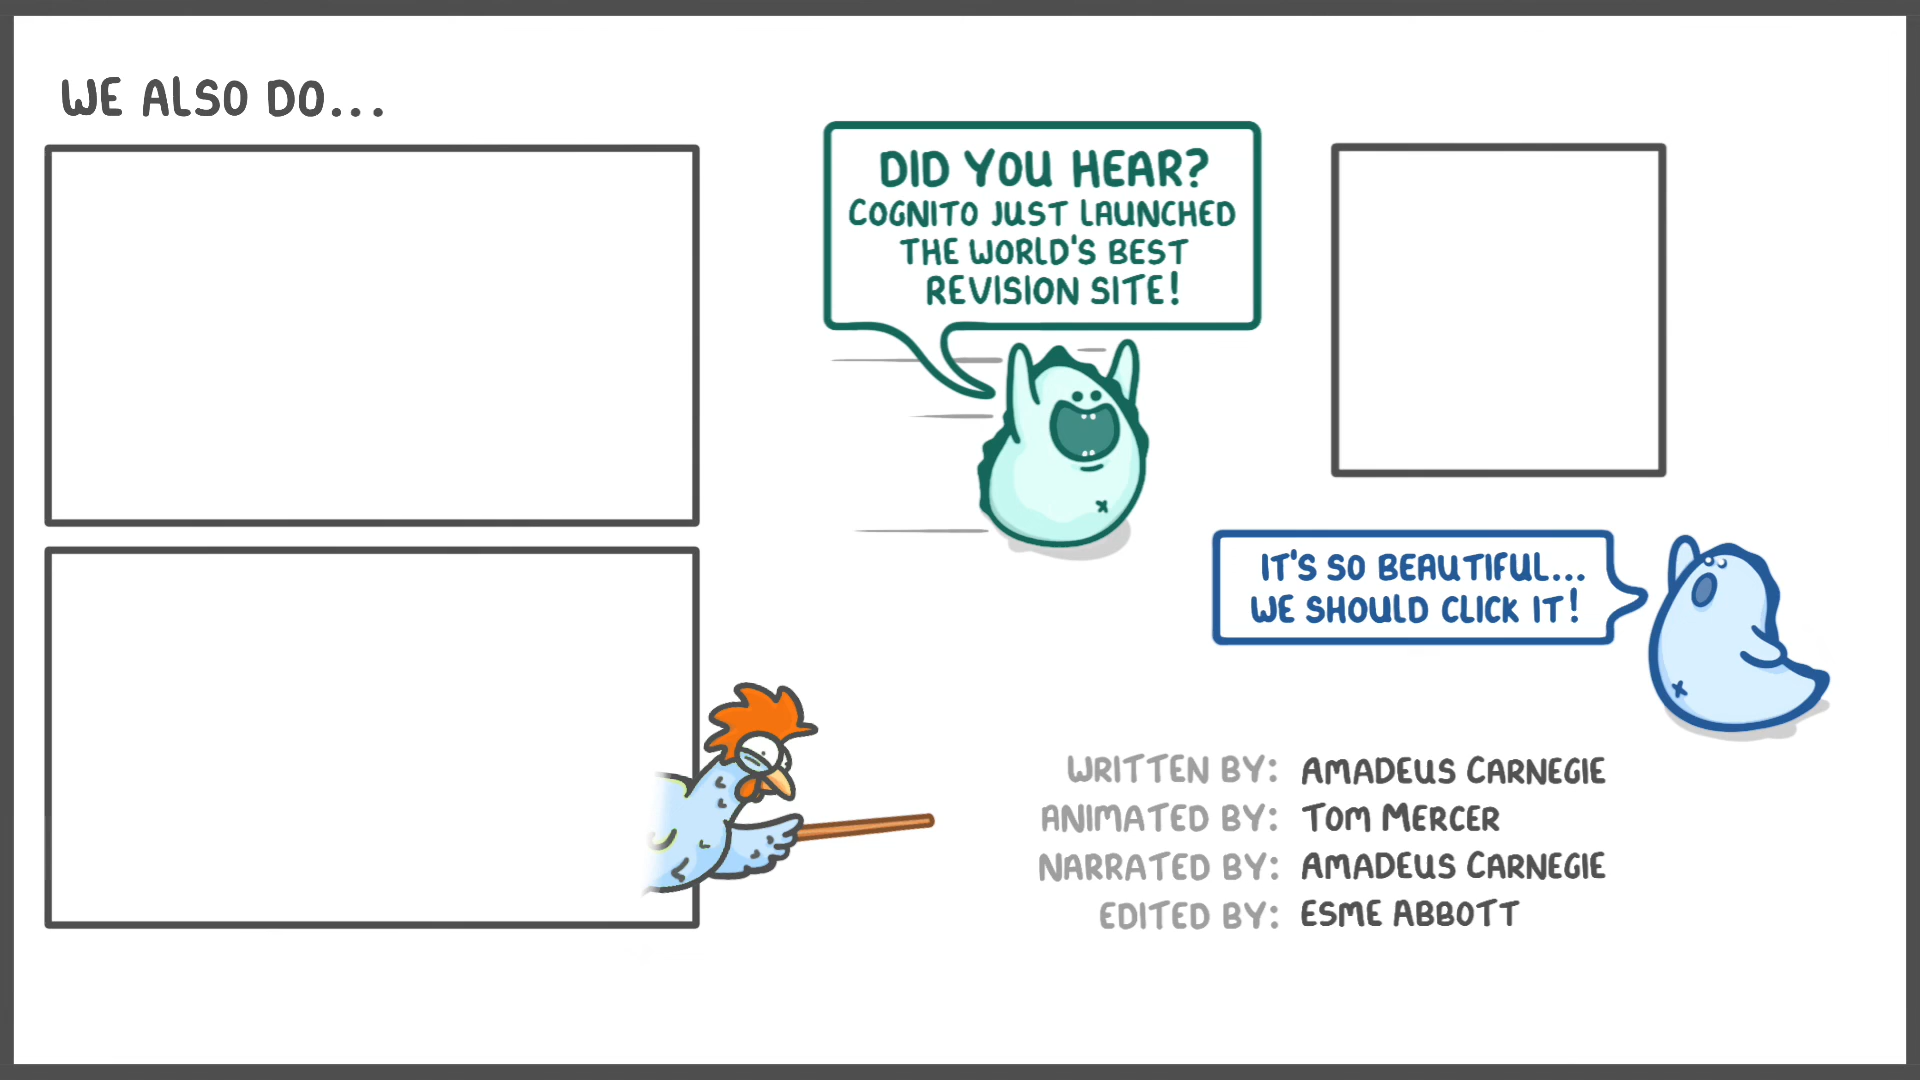 WE ALSO DO...
DID YOU HEAR?
COGNITO JUST LAUNCHED
THE WORLD'S BEST
REVISION SITE!
IT'S SO BEAUTIFUL...
WE SHOULD CLICK IT!
WRITTEN BY: AMADEUS CARNEGIE
ANIMATED BY: TOM MERCER
NARRATED BY: AMADEUS CARNEGIE
EDITED BY: ESME ABBOTT